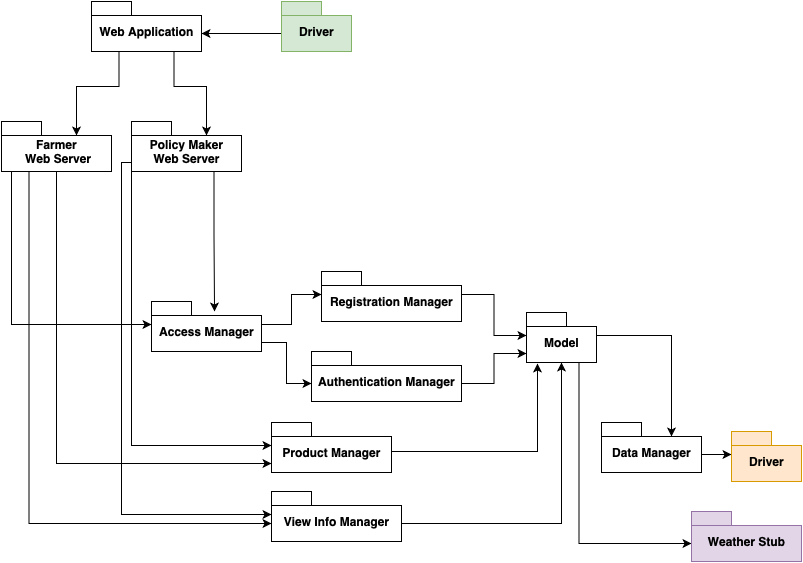 Web Application
Driver
Farmer
Web Server
Policy Maker
Web Server
Registration Manager
Access Manager
Model
Authentication Manager
Product Manager
Data Manager
Driver
View Info Manager
Weather Stub